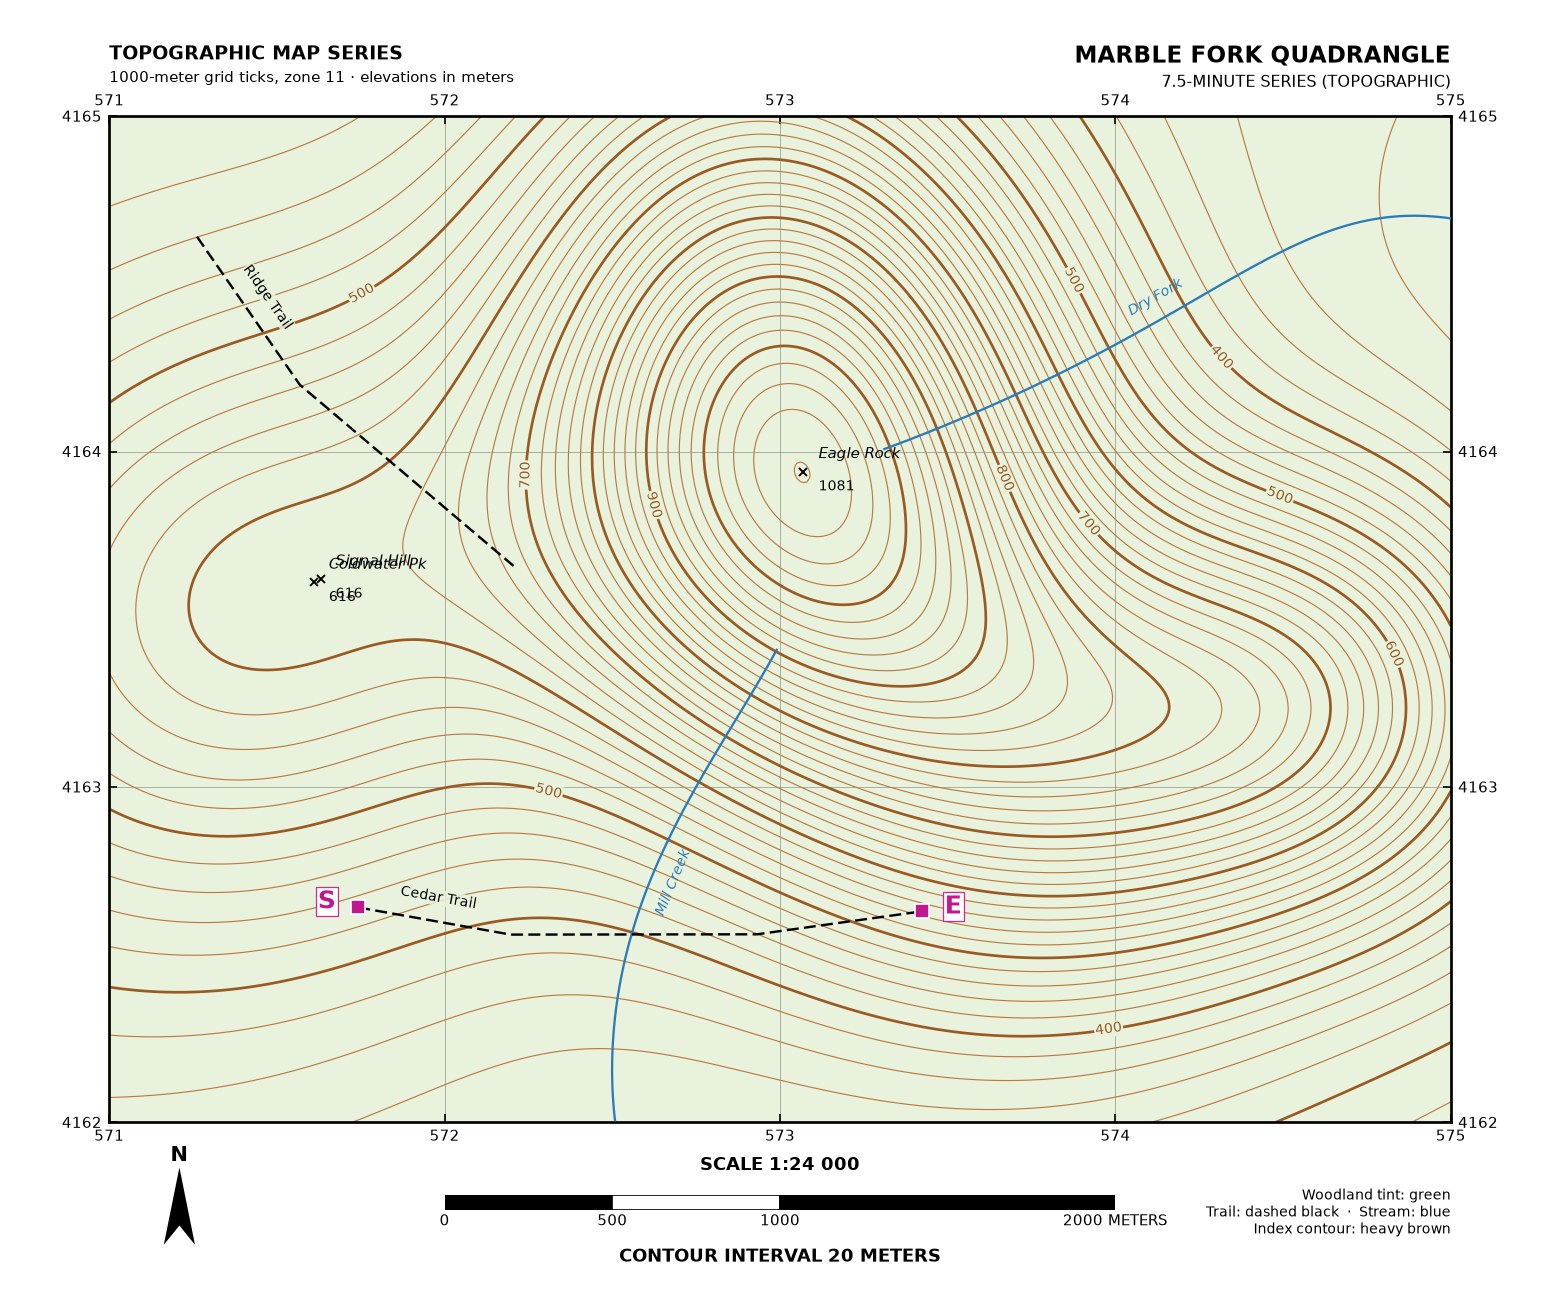 TOPOGRAPHIC MAP SERIES
1000-meter grid ticks, zone 11 · elevations in meters
MARBLE FORK QUADRANGLE
7.5-MINUTE SERIES (TOPOGRAPHIC)
571 572 573 574 575
4165 4165
Ridge Trail
500
500
Dry Fork
400
4164 4164
Eagle Rock
1081
700
900
800
700
500
Signal Hill
Coldwater Pk
616
616
600
4163 4163
500
Mill Creek
Cedar Trail
S
E
400
4162 4162
571 572 573 574 575
N
SCALE 1:24 000
0 500 1000 2000 METERS
CONTOUR INTERVAL 20 METERS
Woodland tint: green
Trail: dashed black · Stream: blue
Index contour: heavy brown